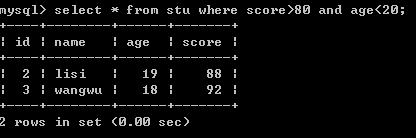 mysql> select * from stu where score>80 and age<20;
+----+--------+------+-------+
| id | name   | age  | score |
+----+--------+------+-------+
|  2 | lisi   |   19 |    88 |
|  3 | wangwu |   18 |    92 |
+----+--------+------+-------+
2 rows in set (0.00 sec)